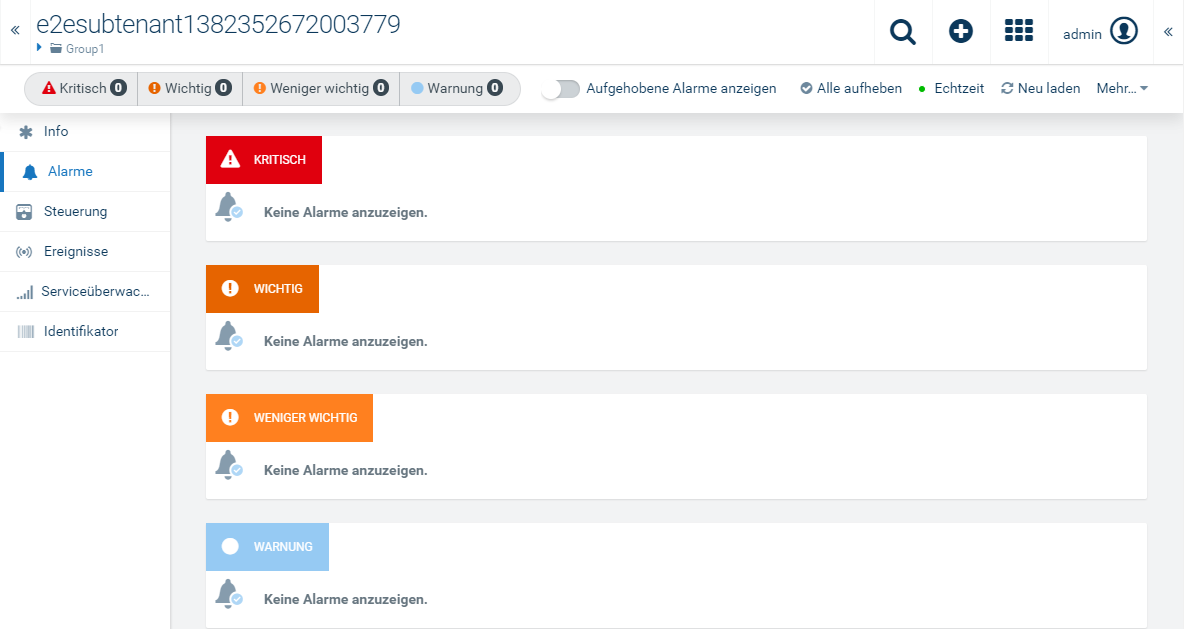 e2esubtenant1382352672003779
Group1
admin
Kritisch 0 Wichtig 0 Weniger wichtig 0 Warnung 0 Aufgehobene Alarme anzeigen Alle aufheben Echtzeit Neu laden Mehr...
Info
Alarme
Steuerung
Ereignisse
Serviceüberwac...
Identifikator
KRITISCH
Keine Alarme anzuzeigen.
WICHTIG
Keine Alarme anzuzeigen.
WENIGER WICHTIG
Keine Alarme anzuzeigen.
WARNUNG
Keine Alarme anzuzeigen.